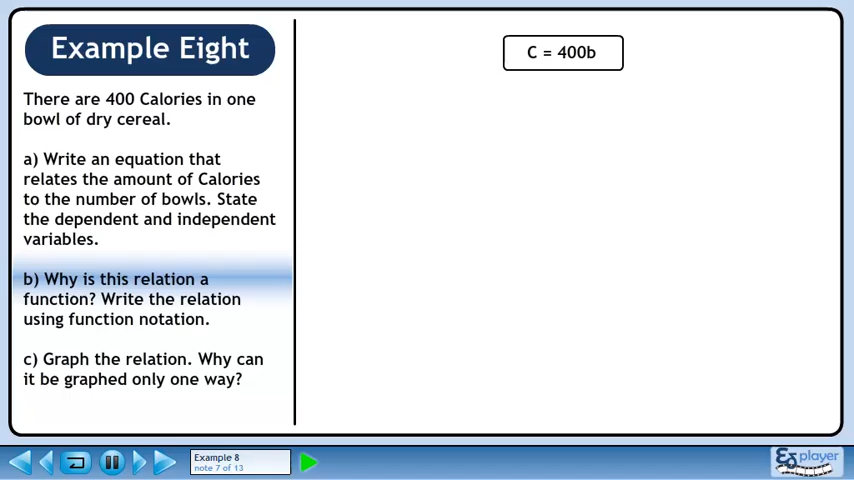 Example Eight
C = 400b
There are 400 Calories in one
bowl of dry cereal.
a) Write an equation that
relates the amount of Calories
to the number of bowls. State
the dependent and independent
variables.
b) Why is this relation a
function? Write the relation
using function notation.
c) Graph the relation. Why can
it be graphed only one way?
Example 8
note 7 of 13
player